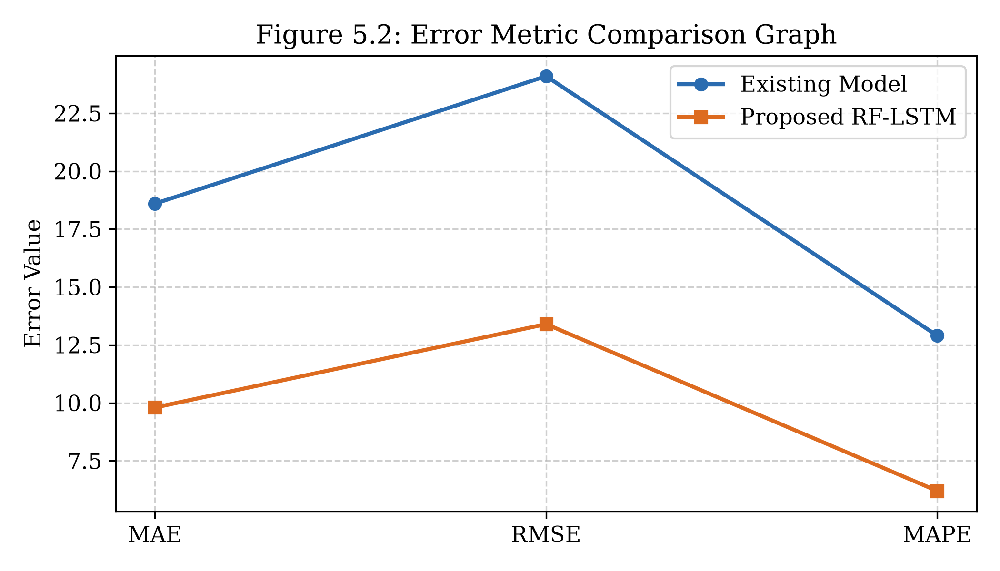 Figure 5.2: Error Metric Comparison Graph
Existing Model
Proposed RF-LSTM
Error Value
22.5
20.0
17.5
15.0
12.5
10.0
7.5
MAE
RMSE
MAPE